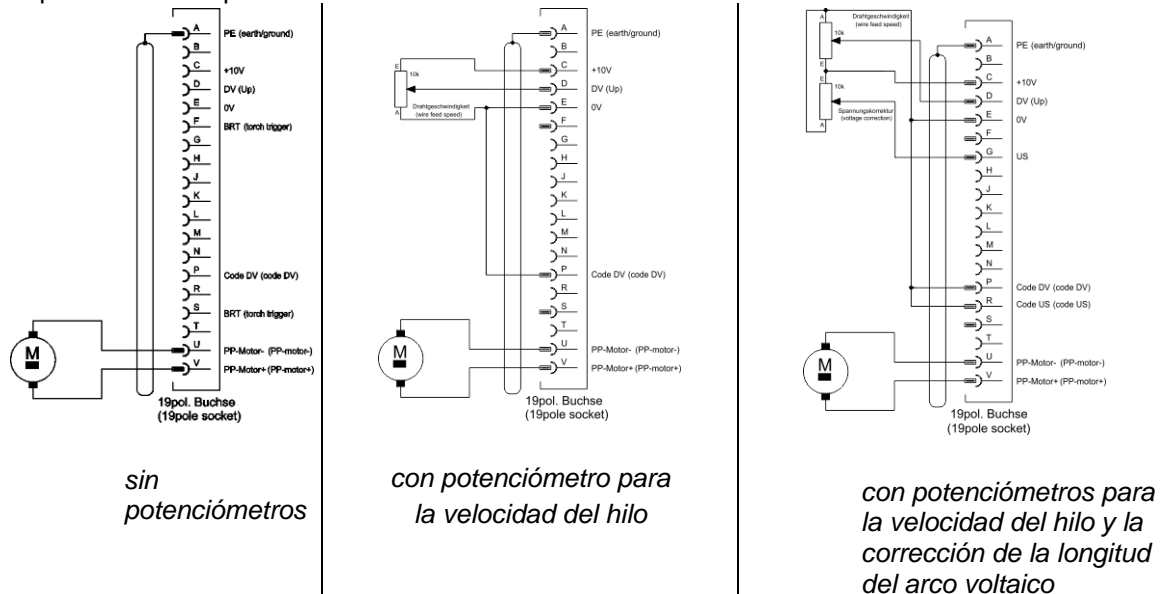 A PE (earth/ground)
B
C +10V
D DV (Up)
E 0V
F BRT (torch trigger)
G
H
J
K
L
M
N
P Code DV (code DV)
R
S BRT (torch trigger)
T
U PP-Motor- (PP-motor-)
V PP-Motor+ (PP-motor+)
M
19pol. Buchse
(19pole socket)
sin
potenciómetros
A PE (earth/ground)
B
C +10V
D DV (Up)
E 0V
F
G
H
J
K
L
M
N
P Code DV (code DV)
R
S
T
U PP-Motor- (PP-motor-)
V PP-Motor+ (PP-motor+)
E
10k
A
Drahtgeschwindigkeit
(wire feed speed)
M
19pol. Buchse
(19pole socket)
con potenciómetro para
la velocidad del hilo
A
Drahtgeschwindigkeit
(wire feed speed)
10k
E
E
10k
Spannungskorrektur
(voltage correction)
A
A PE (earth/ground)
B
C +10V
D DV (Up)
E 0V
F
G US
H
J
K
L
M
N
P Code DV (code DV)
R Code US (code US)
S
T
U PP-Motor- (PP-motor-)
V PP-Motor+ (PP-motor+)
M
19pol. Buchse
(19pole socket)
con potenciómetros para
la velocidad del hilo y la
corrección de la longitud
del arco voltaico